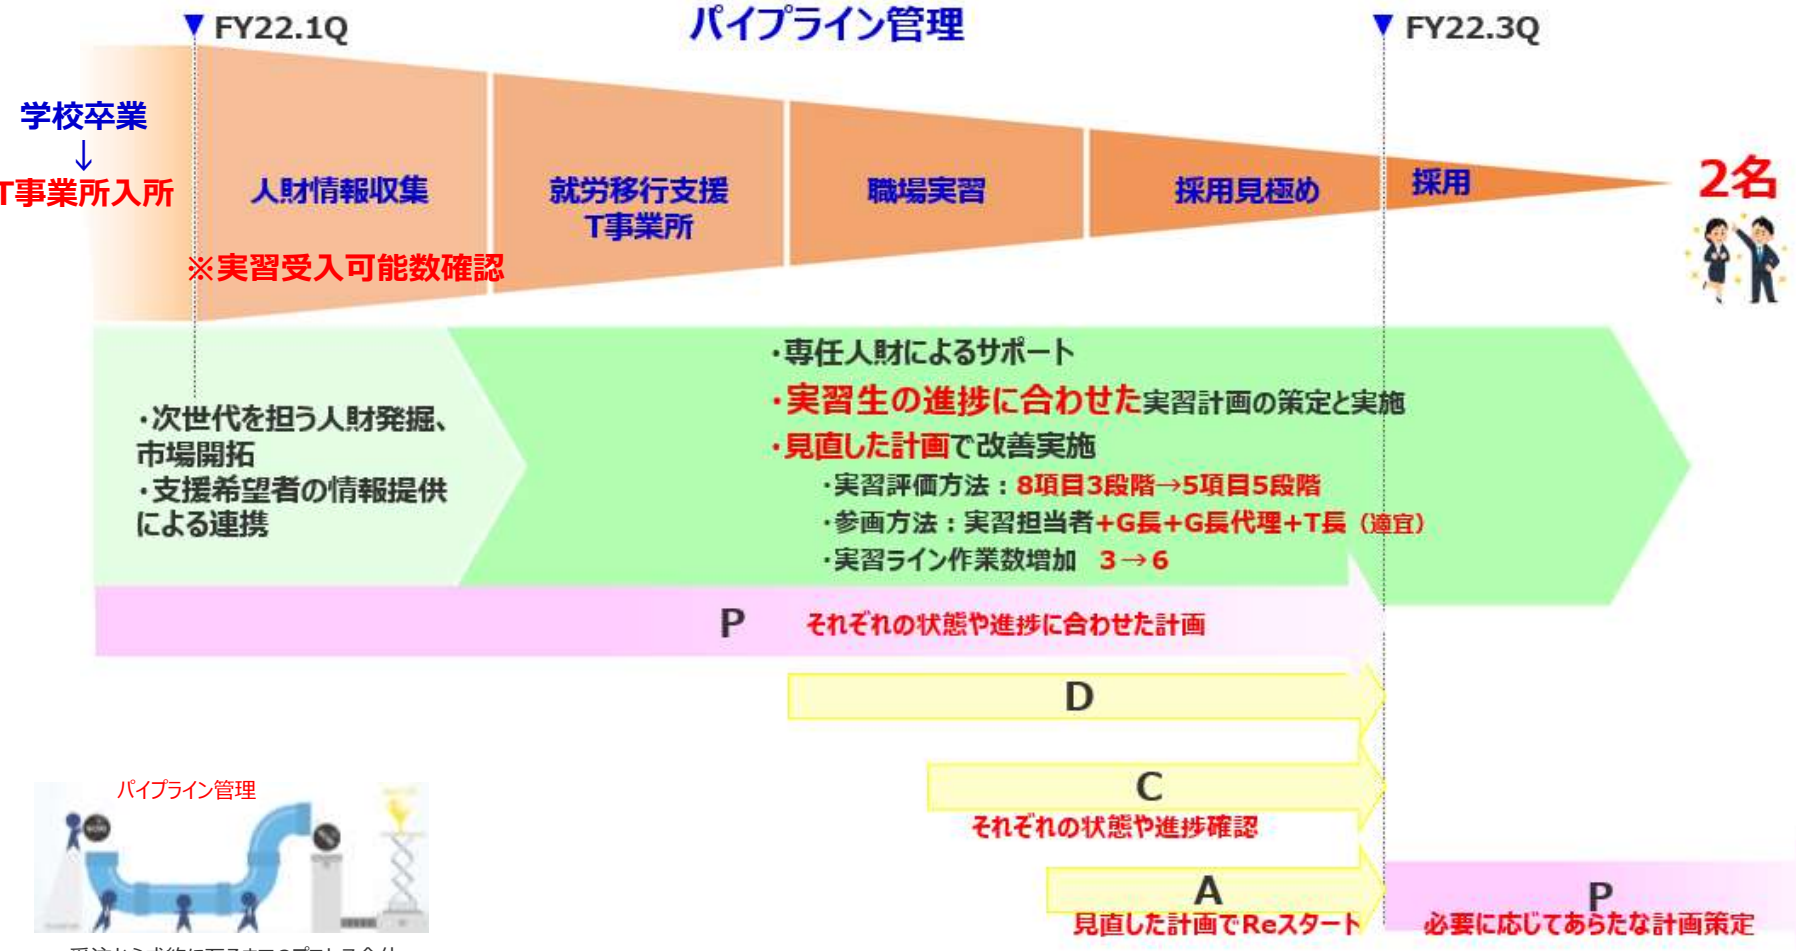 ▼ FY22.1Q
パイプライン管理
▼ FY22.3Q
学校卒業
↓
T事業所入所
人財情報収集
※実習受入可能数確認
就労移行支援
T事業所
職場実習
採用見極め
採用
2名
・次世代を担う人財発掘、
市場開拓
・支援希望者の情報提供
による連携
・専任人財によるサポート
・実習生の進捗に合わせた実習計画の策定と実施
・見直した計画で改善実施
・実習評価方法：8項目3段階→5項目5段階
・参画方法：実習担当者+G長+G長代理+T長（適宜）
・実習ライン作業数増加 3→6
P それぞれの状態や進捗に合わせた計画
D
C
それぞれの状態や進捗確認
A
見直した計画でReスタート
P
必要に応じてあらたな計画策定
パイプライン管理